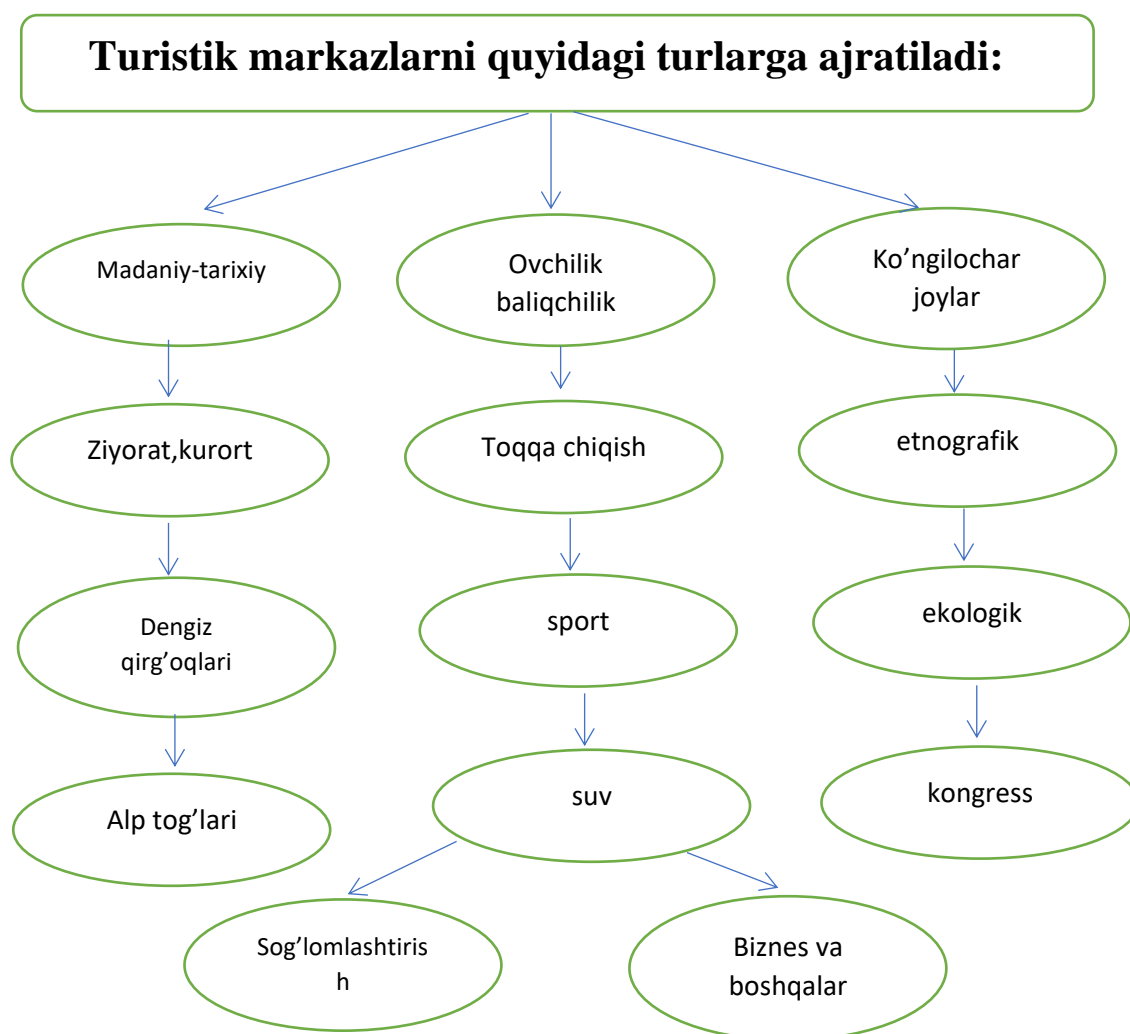 Turistik markazlarni quyidagi turlarga ajratiladi:
Madaniy-tarixiy
Ovchilik
baliqchilik
Ko’ngilochar
joylar
Ziyorat,kurort
Toqqa chiqish
etnografik
Dengiz
qirg’oqlari
sport
ekologik
Alp tog’lari
suv
kongress
Sog’lomlashtiris
h
Biznes va
boshqalar